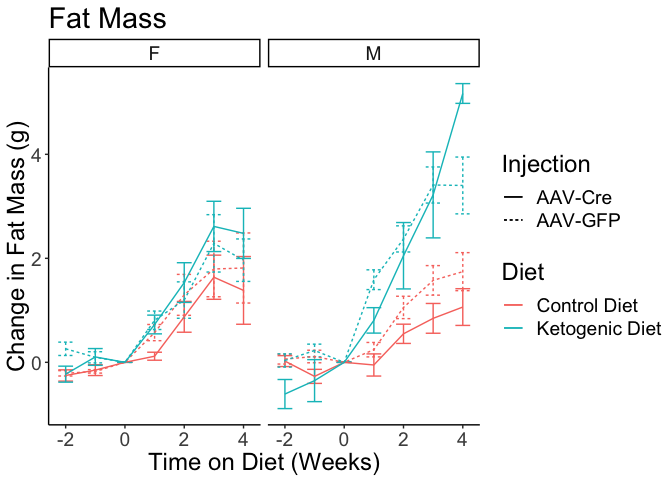 Fat Mass
F M
Change in Fat Mass (g)
4
2
0
-2 0 2 4 -2 0 2 4
Time on Diet (Weeks)
Injection
AAV-Cre
AAV-GFP
Diet
Control Diet
Ketogenic Diet